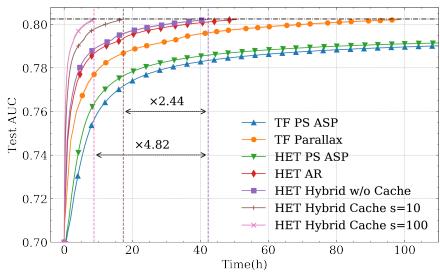 0.80
0.78
0.76
0.74
0.72
0.70
Test AUC
×2.44
×4.82
TF PS ASP
TF Parallax
HET PS ASP
HET AR
HET Hybrid w/o Cache
HET Hybrid Cache s=10
HET Hybrid Cache s=100
0 20 40 60 80 100
Time(h)